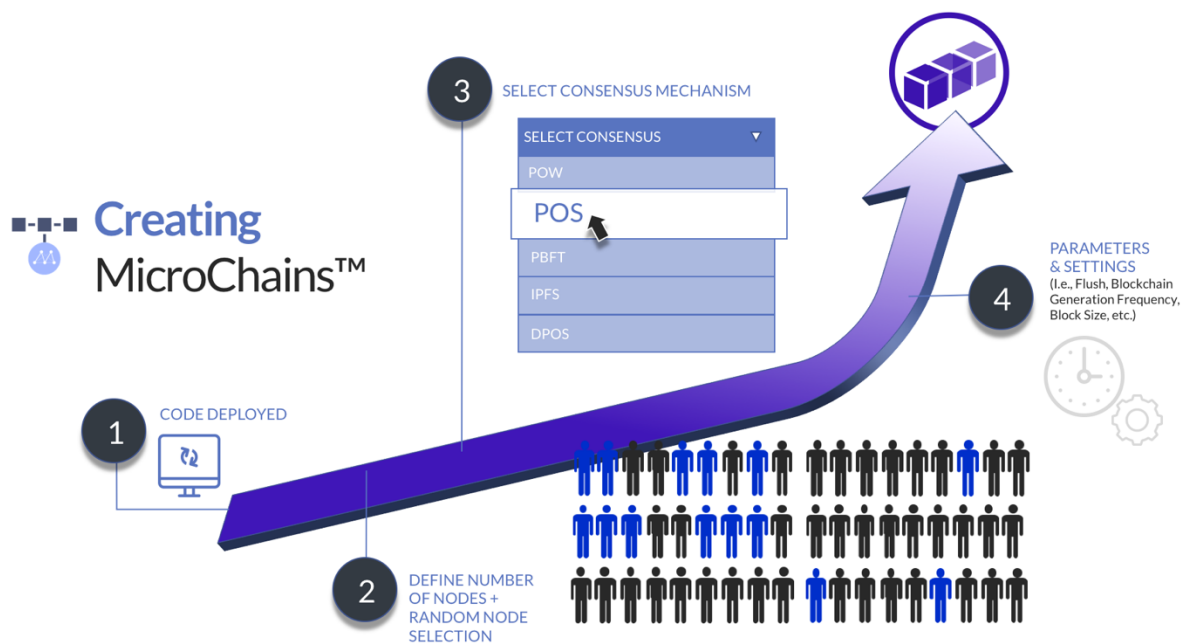 Creating
MicroChains™
1
CODE DEPLOYED
2
DEFINE NUMBER
OF NODES +
RANDOM NODE
SELECTION
3
SELECT CONSENSUS MECHANISM
SELECT CONSENSUS
POW
POS
PBFT
IPFS
DPOS
4
PARAMETERS
& SETTINGS
(I.e., Flush, Blockchain
Generation Frequency,
Block Size, etc.)